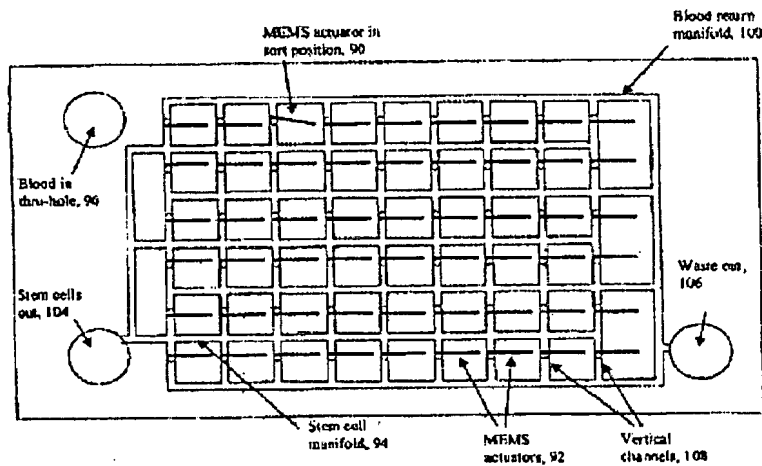 MEMS actuator in
sort position, 90
Blood return
manifold, 100
Blood in
thru-hole, 96
Waste out,
106
Stem cells
out, 104
Stem cell
manifold, 94
MEMS
actuators, 92
Vertical
channels, 108